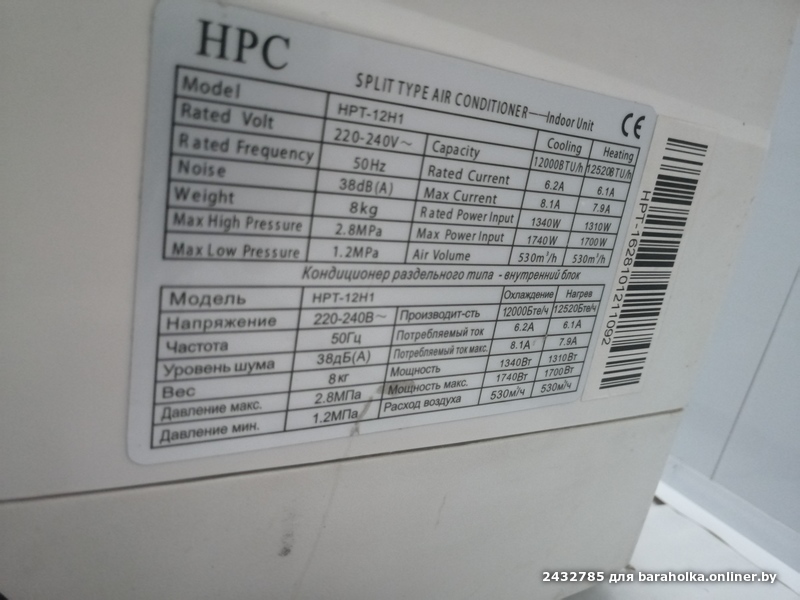 HPC
SPLIT TYPE AIR CONDITIONER—Indoor Unit CE
Model HPT-12H1 Cooling Heating
Rated Volt 220-240V~ Capacity 12000BTU/h 12520BTU/h
Rated Frequency 50Hz Rated Current 6.2A 6.1A
Noise 38dB(A) Max Current 8.1A 7.9A
Weight 8kg Rated Power Input 1340W 1310W
Max High Pressure 2.8MPa Max Power Input 1740W 1700W
Max Low Pressure 1.2MPa Air Volume 530m³/h 530m³/h
Кондиционер раздельного типа - внутренний блок
Модель HPT-12H1 Охлаждение Нагрев
Напряжение 220-240В~ Производит-сть 12000Бте/ч 12520Бте/ч
Частота 50Гц Потребляемый ток 6.2А 6.1А
Уровень шума 38дБ(А) Потребляемый ток макс. 8.1А 7.9А
Вес 8кг Мощность 1340Вт 1310Вт
Давление макс. 2.8МПа Мощность макс. 1740Вт 1700Вт
Давление мин. 1.2МПа Расход воздуха 530м³/ч 530м³/ч
HPT-1628101211092
2432785 для baraholka.onliner.by